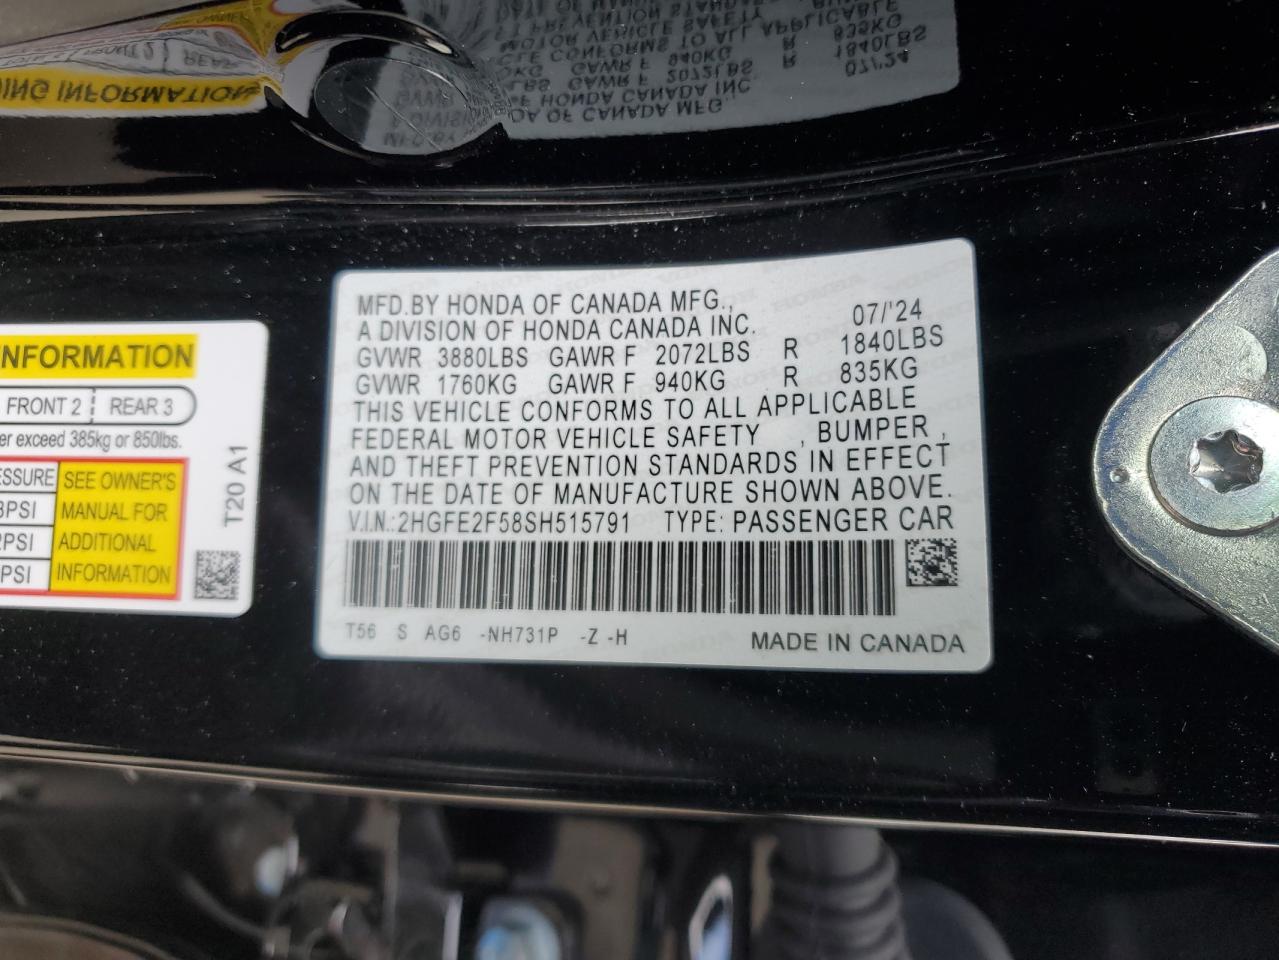 MFD.BY HONDA OF CANADA MFG.,
A DIVISION OF HONDA CANADA INC. 07/'24
GVWR 3880LBS GAWR F 2072LBS R 1840LBS
GVWR 1760KG GAWR F 940KG R 835KG
THIS VEHICLE CONFORMS TO ALL APPLICABLE
FEDERAL MOTOR VEHICLE SAFETY , BUMPER ,
AND THEFT PREVENTION STANDARDS IN EFFECT
ON THE DATE OF MANUFACTURE SHOWN ABOVE.
V.I.N.:2HGFE2F58SH515791 TYPE: PASSENGER CAR
T56 S AG6 -NH731P -Z -H
MADE IN CANADA
INFORMATION
FRONT 2 REAR 3
exceed 385kg or 850lbs.
SEE OWNER'S
MANUAL FOR
ADDITIONAL
INFORMATION
PSI
PSI
PSI
T20 A1